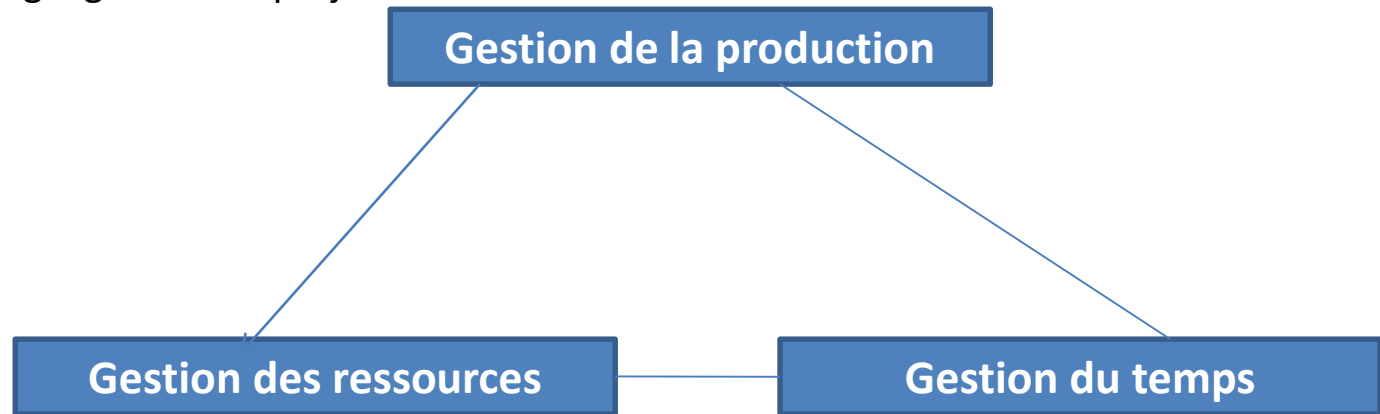 Gestion de la production
Gestion des ressources
Gestion du temps